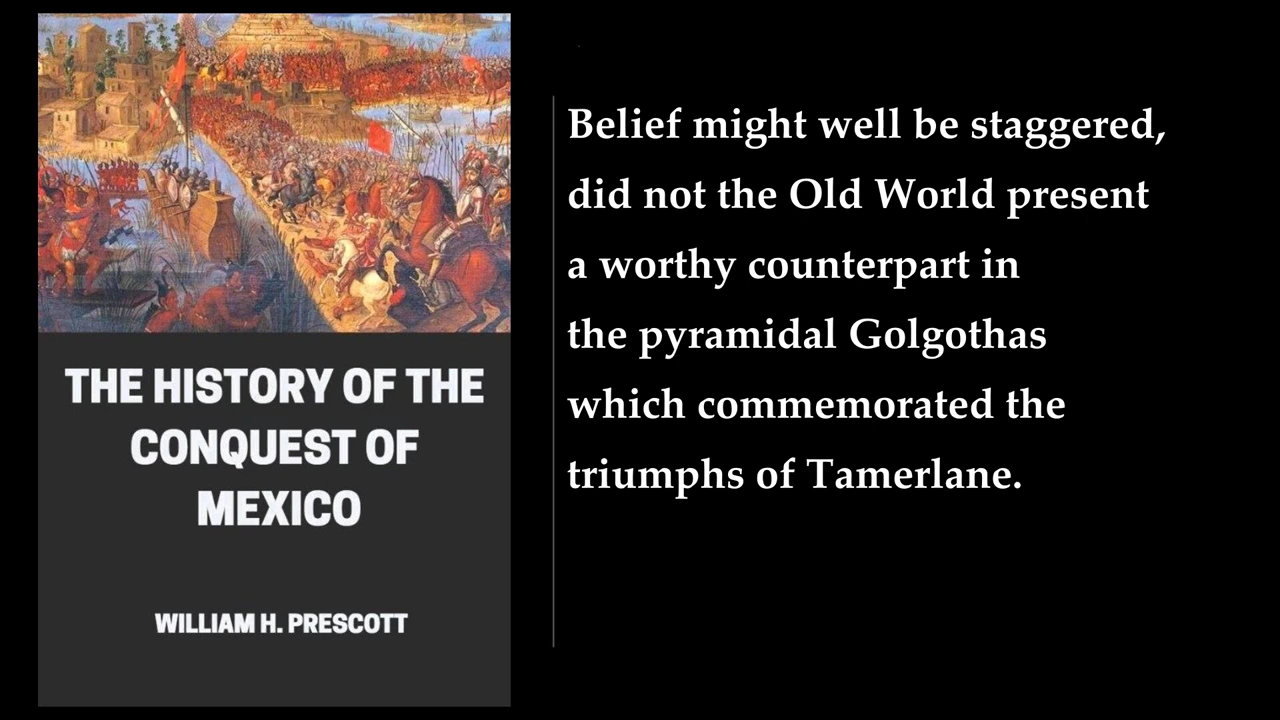 THE HISTORY OF THE
CONQUEST OF
MEXICO
WILLIAM H. PRESCOTT
Belief might well be staggered,
did not the Old World present
a worthy counterpart in
the pyramidal Golgothas
which commemorated the
triumphs of Tamerlane.